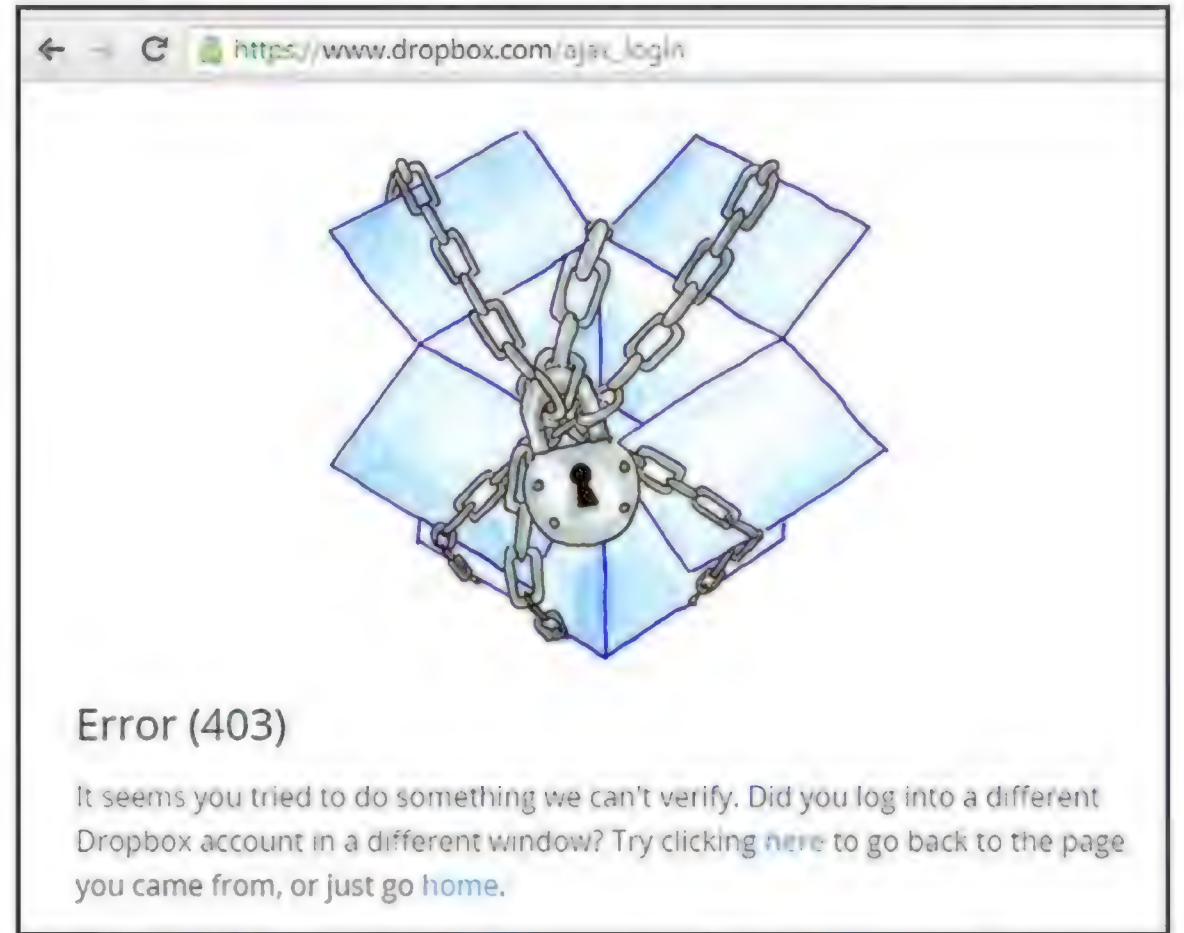 https://www.dropbox.com/ajax_login
Error (403)
It seems you tried to do something we can't verify. Did you log into a different
Dropbox account in a different window? Try clicking here to go back to the page
you came from, or just go home.